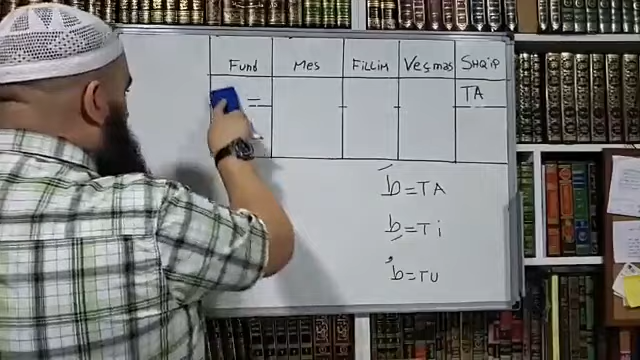 Fund Mes FiLLiM Veçmas SHQiP
TA
طَ = TA
طِ = Ti
طُ = TU